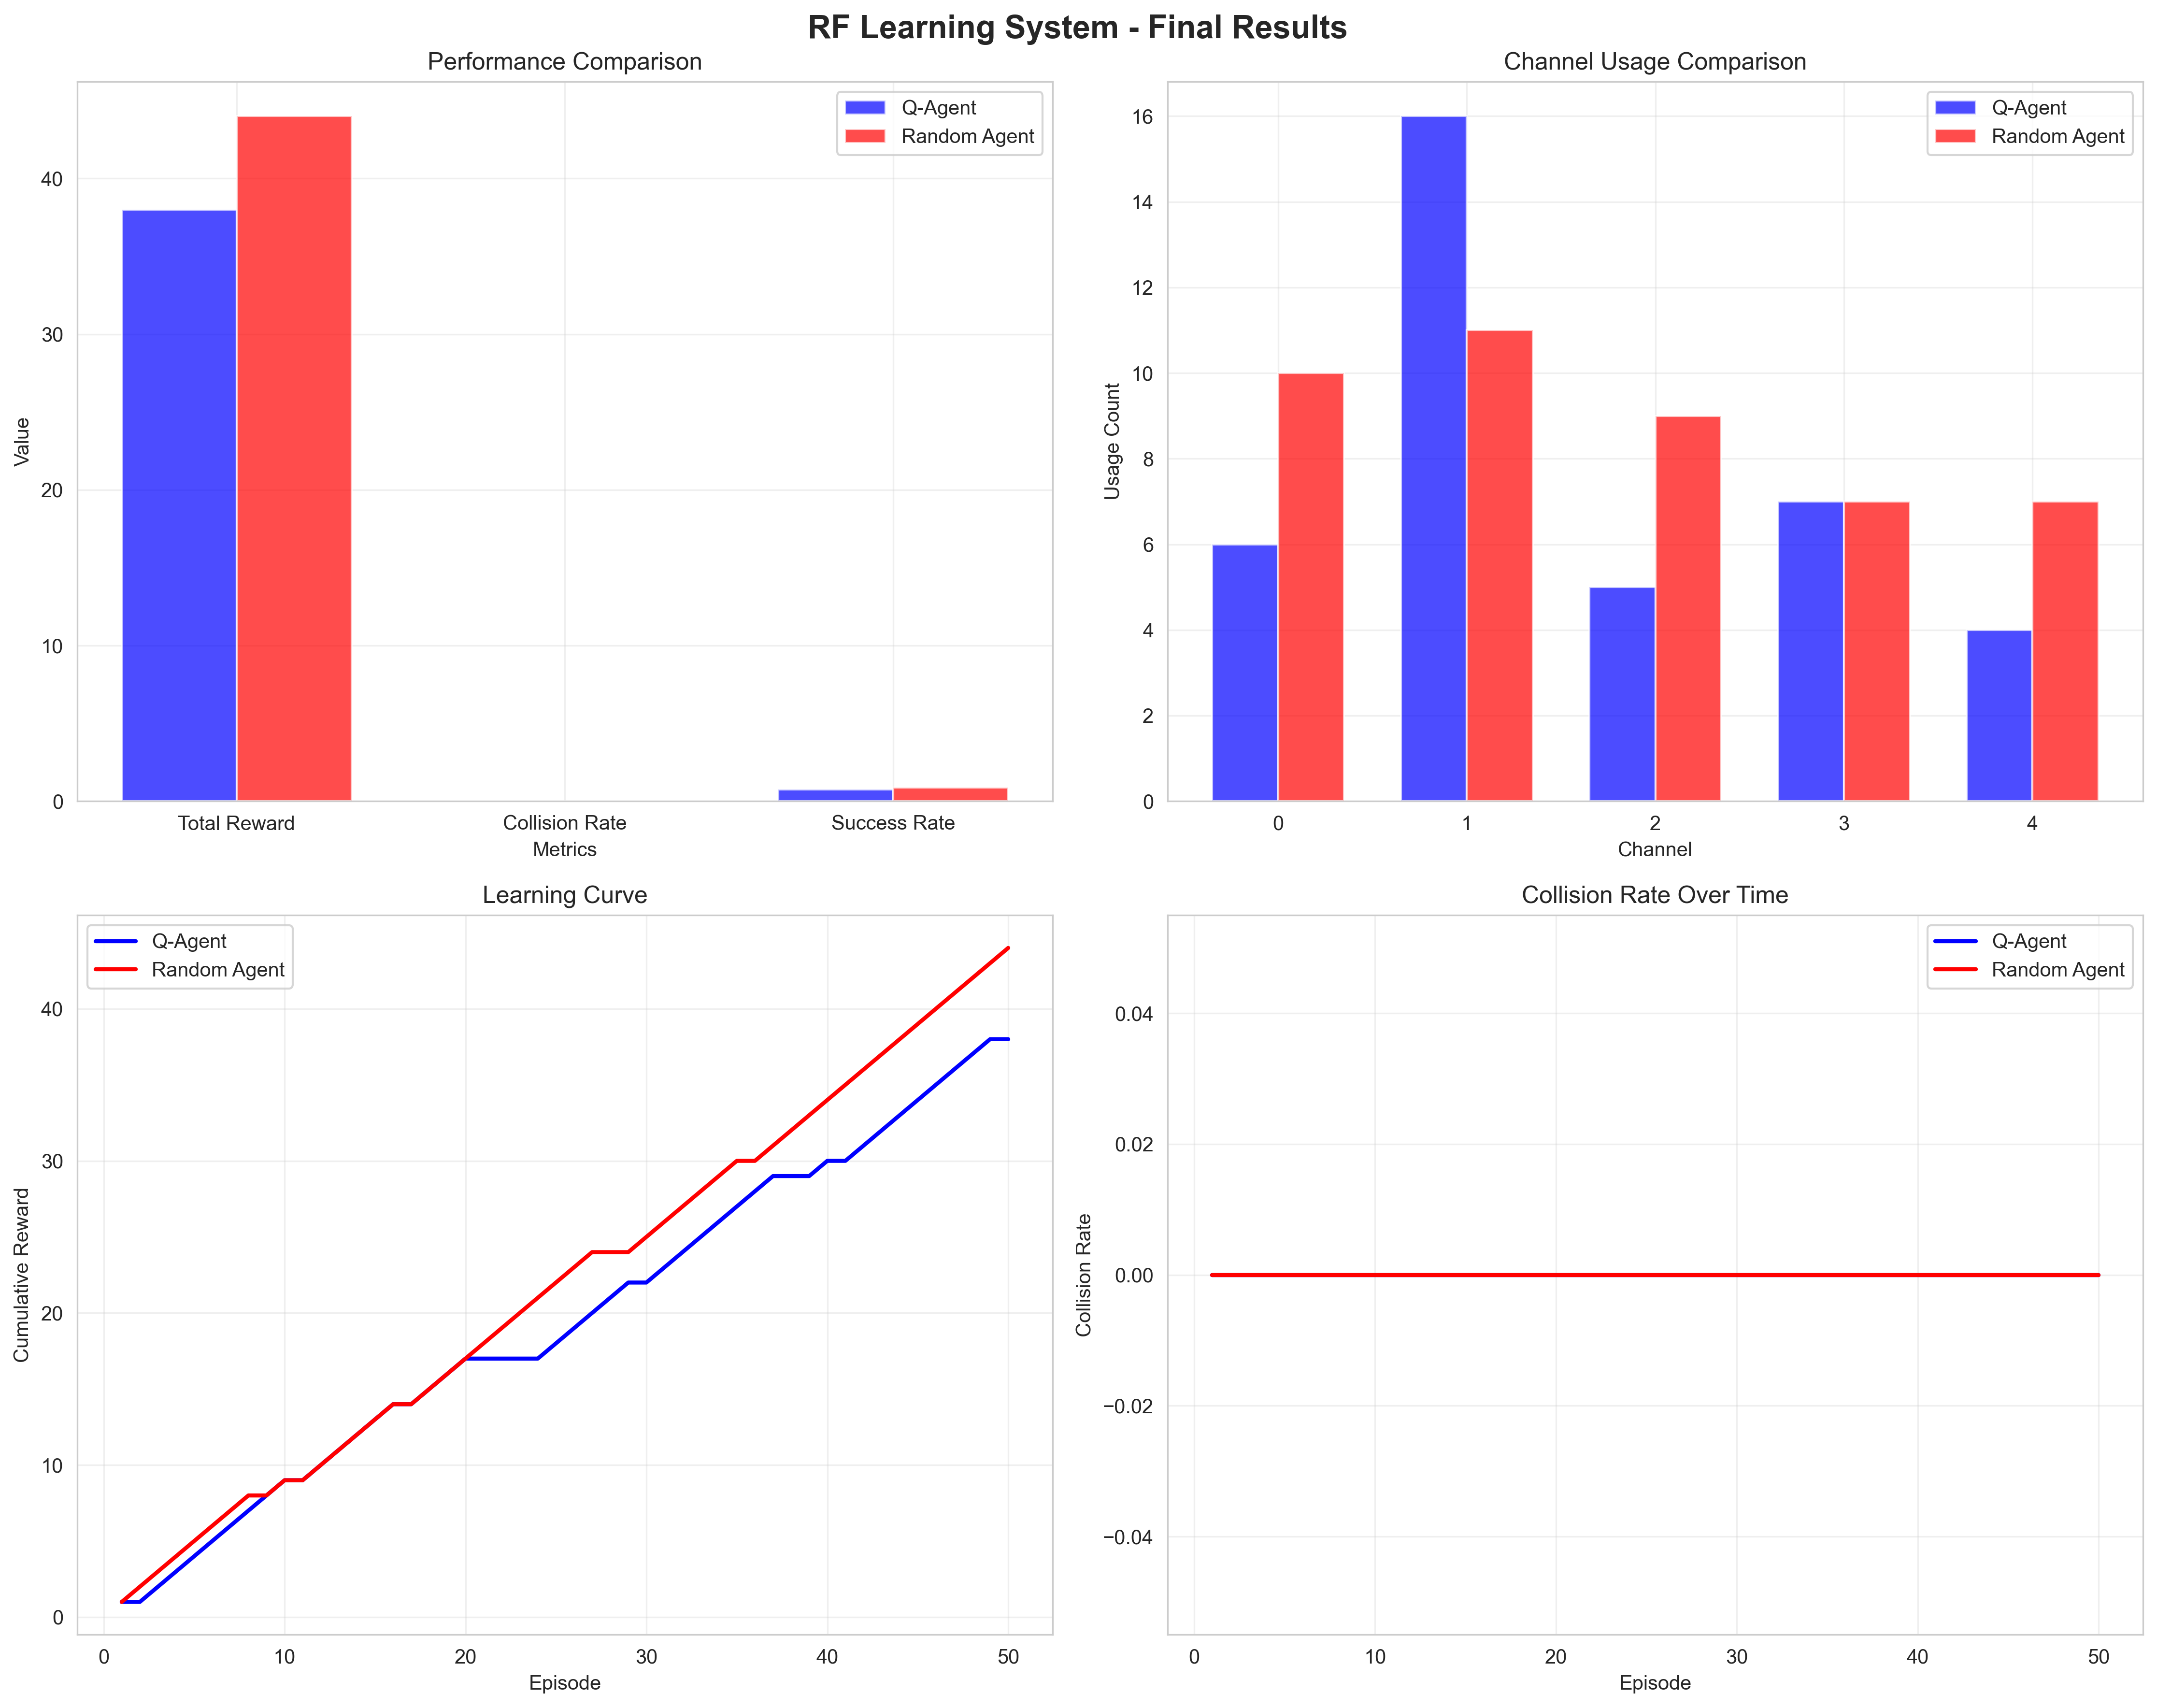 RF Learning System - Final Results
Performance Comparison
Q-Agent
Random Agent
40
30
20
10
0
Value
Total Reward
Collision Rate
Success Rate
Metrics
Channel Usage Comparison
Q-Agent
Random Agent
16
14
12
10
8
6
4
2
0
Usage Count
0
1
2
3
4
Channel
Learning Curve
Q-Agent
Random Agent
40
30
20
10
0
Cumulative Reward
0
10
20
30
40
50
Episode
Collision Rate Over Time
Q-Agent
Random Agent
0.04
0.02
0.00
−0.02
−0.04
Collision Rate
0
10
20
30
40
50
Episode